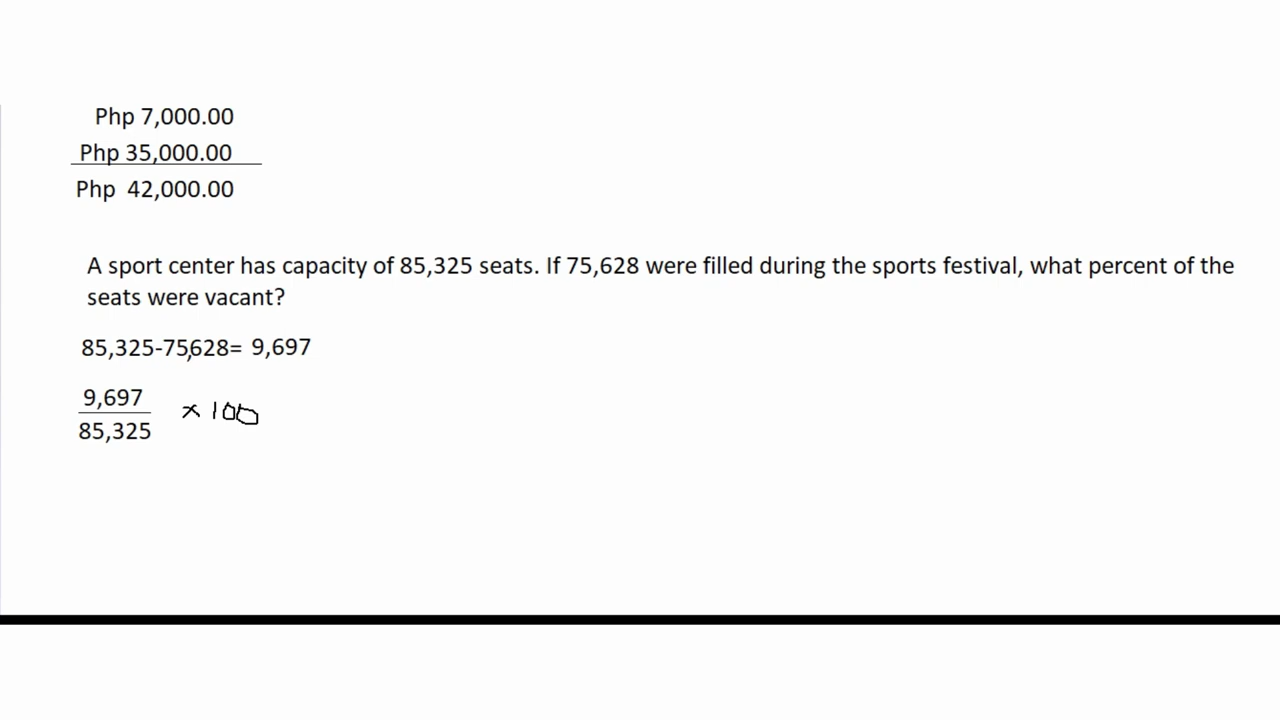 Php 7,000.00
Php 35,000.00
Php 42,000.00
A sport center has capacity of 85,325 seats. If 75,628 were filled during the sports festival, what percent of the
seats were vacant?
85,325-75,628= 9,697
9,697
85,325
× 100